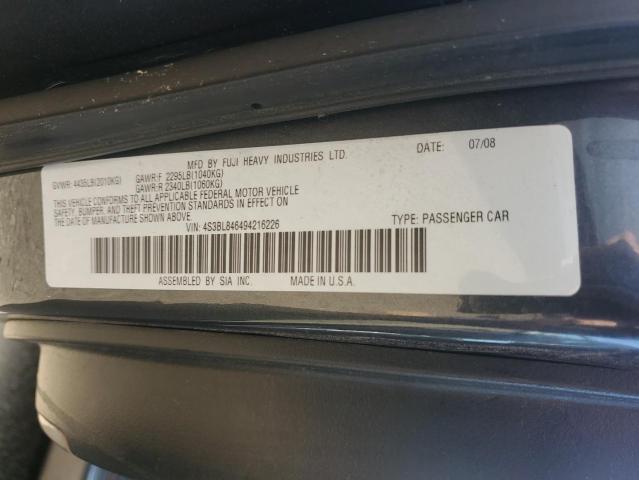 MFD BY FUJI HEAVY INDUSTRIES LTD. DATE: 07/08
GVWR: 4435LB(2010KG) GAWR:F 2295LB(1040KG)
GAWR:R 2340LB(1060KG)
THIS VEHICLE CONFORMS TO ALL APPLICABLE FEDERAL MOTOR VEHICLE
SAFETY, BUMPER, AND THEFT PREVENTION STANDARDS IN EFFECT ON
THE DATE OF MANUFACTURE SHOWN ABOVE.
VIN: 4S3BL846494216226 TYPE: PASSENGER CAR
ASSEMBLED BY SIA INC. MADE IN U.S.A.